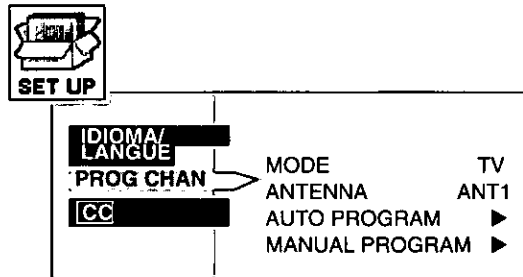 SET UP
IDIOMA/
LANGUE
PROG CHAN
CC
MODE TV
ANTENNA ANT1
AUTO PROGRAM ▶
MANUAL PROGRAM ▶